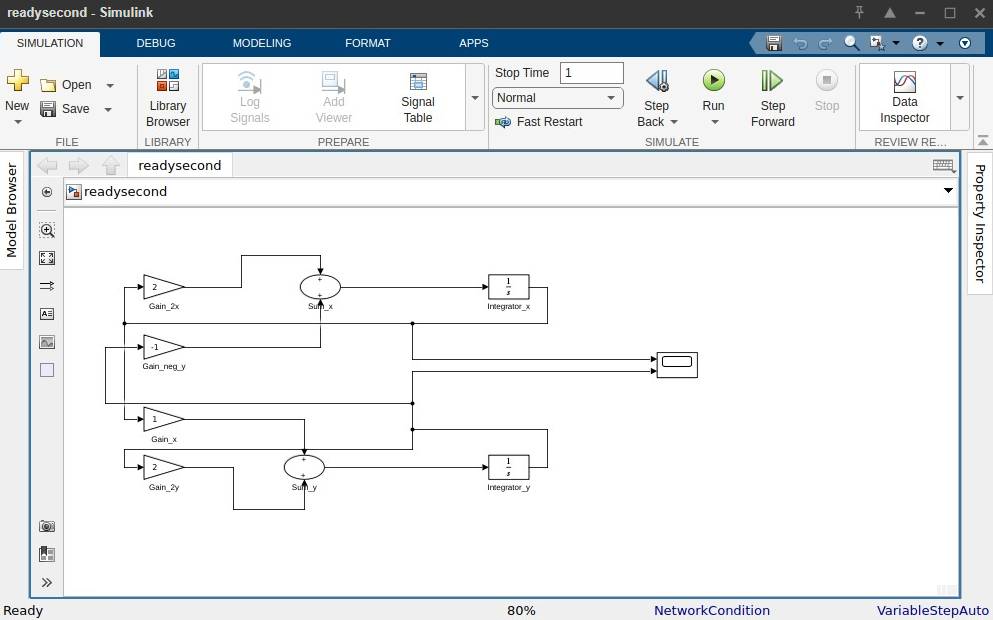 readysecond - Simulink
SIMULATION DEBUG MODELING FORMAT APPS
New
Open
Save
FILE
Library
Browser
LIBRARY
Log
Signals
Add
Viewer
Signal
Table
PREPARE
Stop Time 1
Normal
Fast Restart
Step
Back
Run
Step
Forward
Stop
SIMULATE
Data
Inspector
REVIEW RE...
Model Browser
readysecond
readysecond
Property Inspector
2
Gain_2x
+
+
Sum_x
1
s
Integrator_x
-1
Gain_neg_y
1
Gain_x
2
Gain_2y
+
+
Sum_y
1
s
Integrator_y
Ready 80% NetworkCondition VariableStepAuto